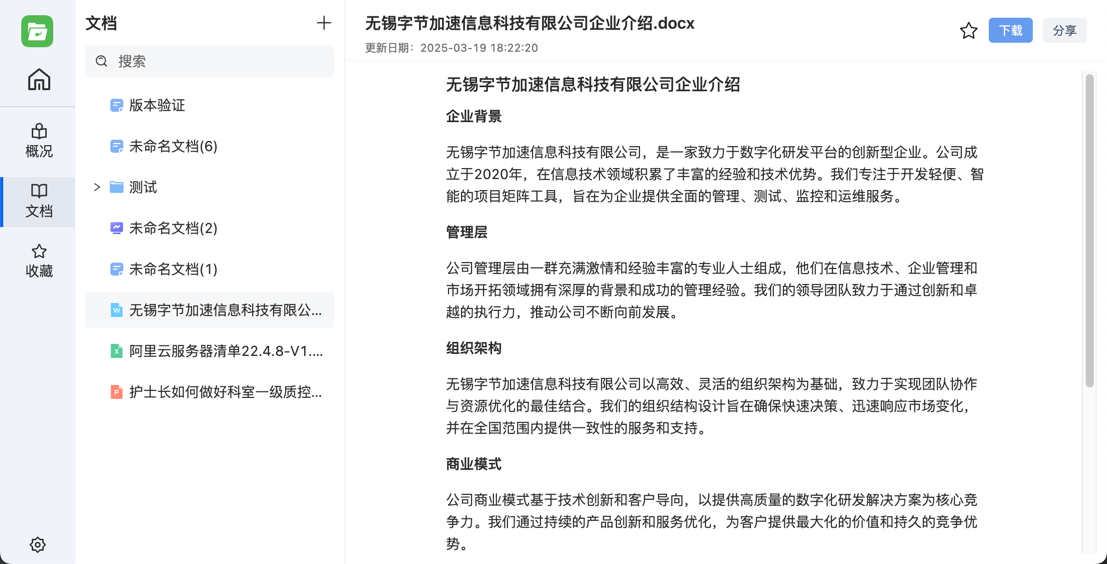 概况
文档
收藏
文档
搜索
版本验证
未命名文档(6)
测试
未命名文档(2)
未命名文档(1)
无锡字节加速信息科技有限公...
阿里云服务器清单22.4.8-V1....
护士长如何做好科室一级质控...
无锡字节加速信息科技有限公司企业介绍.docx
更新日期：2025-03-19 18:22:20
下载
分享
无锡字节加速信息科技有限公司企业介绍
企业背景
无锡字节加速信息科技有限公司，是一家致力于数字化研发平台的创新型企业。公司成
立于2020年，在信息技术领域积累了丰富的经验和技术优势。我们专注于开发轻便、智
能的项目矩阵工具，旨在为企业提供全面的管理、测试、监控和运维服务。
管理层
公司管理层由一群充满激情和经验丰富的专业人士组成，他们在信息技术、企业管理和
市场开拓领域拥有深厚的背景和成功的管理经验。我们的领导团队致力于通过创新和卓
越的执行力，推动公司不断向前发展。
组织架构
无锡字节加速信息科技有限公司以高效、灵活的组织架构为基础，致力于实现团队协作
与资源优化的最佳结合。我们的组织结构设计旨在确保快速决策、迅速响应市场变化，
并在全国范围内提供一致性的服务和支持。
商业模式
公司商业模式基于技术创新和客户导向，以提供高质量的数字化研发解决方案为核心竞
争力。我们通过持续的产品创新和服务优化，为客户提供最大化的价值和持久的竞争优
势。